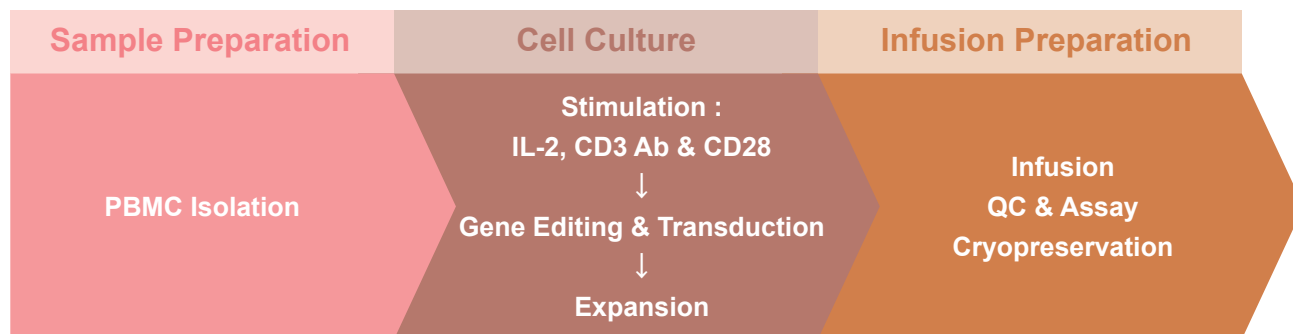 Sample Preparation
Cell Culture
Infusion Preparation
PBMC Isolation
Stimulation :
IL-2, CD3 Ab & CD28
↓
Gene Editing & Transduction
↓
Expansion
Infusion
QC & Assay
Cryopreservation